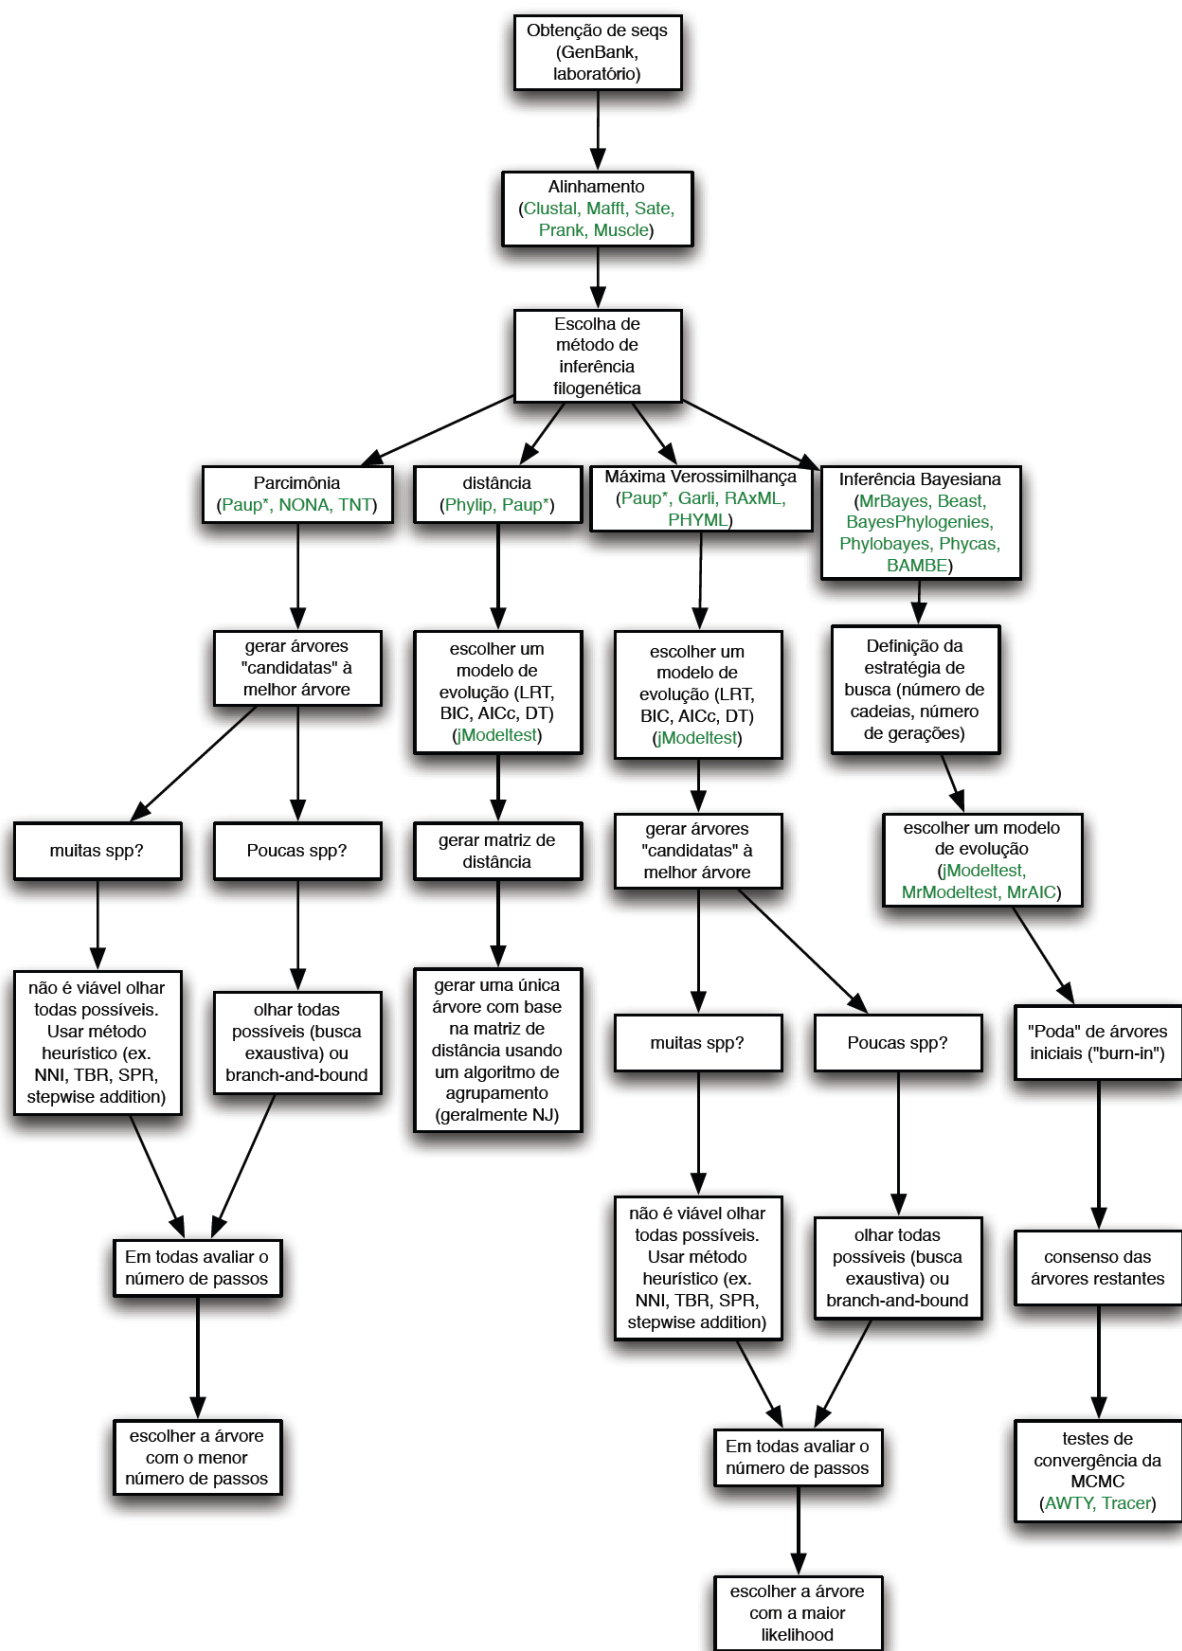 Obtenção de seqs
(GenBank,
laboratório)
Alinhamento
(Clustal, Mafft, Sate,
Prank, Muscle)
Escolha de
método de
inferência
filogenética
Parcimônia
(Paup*, NONA, TNT)
distância
(Phylip, Paup*)
Máxima Verossimilhança
(Paup*, Garli, RAxML,
PHYML)
Inferência Bayesiana
(MrBayes, Beast,
BayesPhylogenies,
Phylobayes, Phycas,
BAMBE)
gerar árvores
"candidatas" à
melhor árvore
escolher um
modelo de
evolução (LRT,
BIC, AICc, DT)
(jModeltest)
escolher um
modelo de
evolução (LRT,
BIC, AICc, DT)
(jModeltest)
Definição da
estratégia de
busca (número de
cadeias, número
de gerações)
muitas spp?
Poucas spp?
gerar matriz de
distância
gerar árvores
"candidatas" à
melhor árvore
escolher um modelo
de evolução
(jModeltest,
MrModeltest, MrAIC)
não é viável olhar
todas possíveis.
Usar método
heurístico (ex.
NNI, TBR, SPR,
stepwise addition)
olhar todas
possíveis (busca
exaustiva) ou
branch-and-bound
gerar uma única
árvore com base
na matriz de
distância usando
um algoritmo de
agrupamento
(geralmente NJ)
muitas spp?
Poucas spp?
"Poda" de árvores
iniciais ("burn-in")
não é viável olhar
todas possíveis.
Usar método
heurístico (ex.
NNI, TBR, SPR,
stepwise addition)
olhar todas
possíveis (busca
exaustiva) ou
branch-and-bound
consenso das
árvores restantes
Em todas avaliar o
número de passos
escolher a árvore
com o menor
número de passos
Em todas avaliar o
número de passos
testes de
convergência da
MCMC
(AWTY, Tracer)
escolher a árvore
com a maior
likelihood